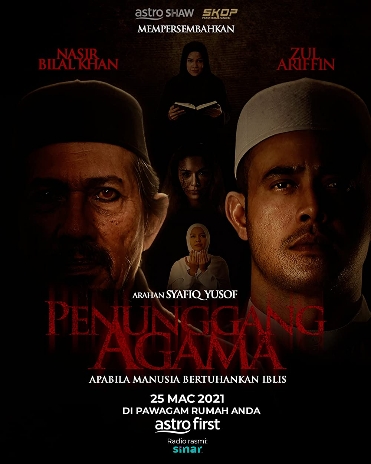 astro SHAW SKOP
MEMPERSEMBAHKAN
NASIR
BILAL KHAN
ZUL
ARIFFIN
ARAHAN SYAFIQ YUSOF
PENUNGGANG
AGAMA
APABILA MANUSIA BERTUHANKAN IBLIS
25 MAC 2021
DI PAWAGAM RUMAH ANDA
astro first
Radio rasmi:
sinar